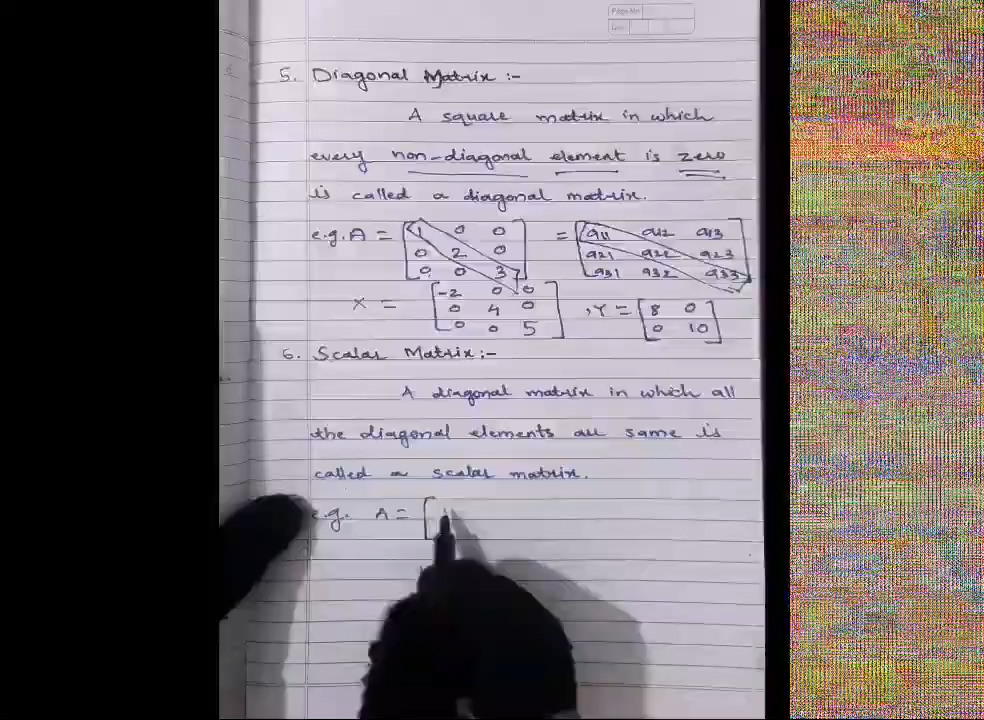 Page No
5. Diagonal Matrix :-
A square matrix in which
every non-diagonal element is zero
is called a diagonal matrix.
e.g. A = [1 0 0 = [a11 a12 a13
0 2 0 a21 a22 a23
0 0 3] a31 a32 a33]
X = [-2 0 0
0 4 0 , Y = [8 0
0 0 5] 0 10]
6. Scalar Matrix :-
A diagonal matrix in which all
the diagonal elements are same is
called a scalar matrix.
e.g. A = [